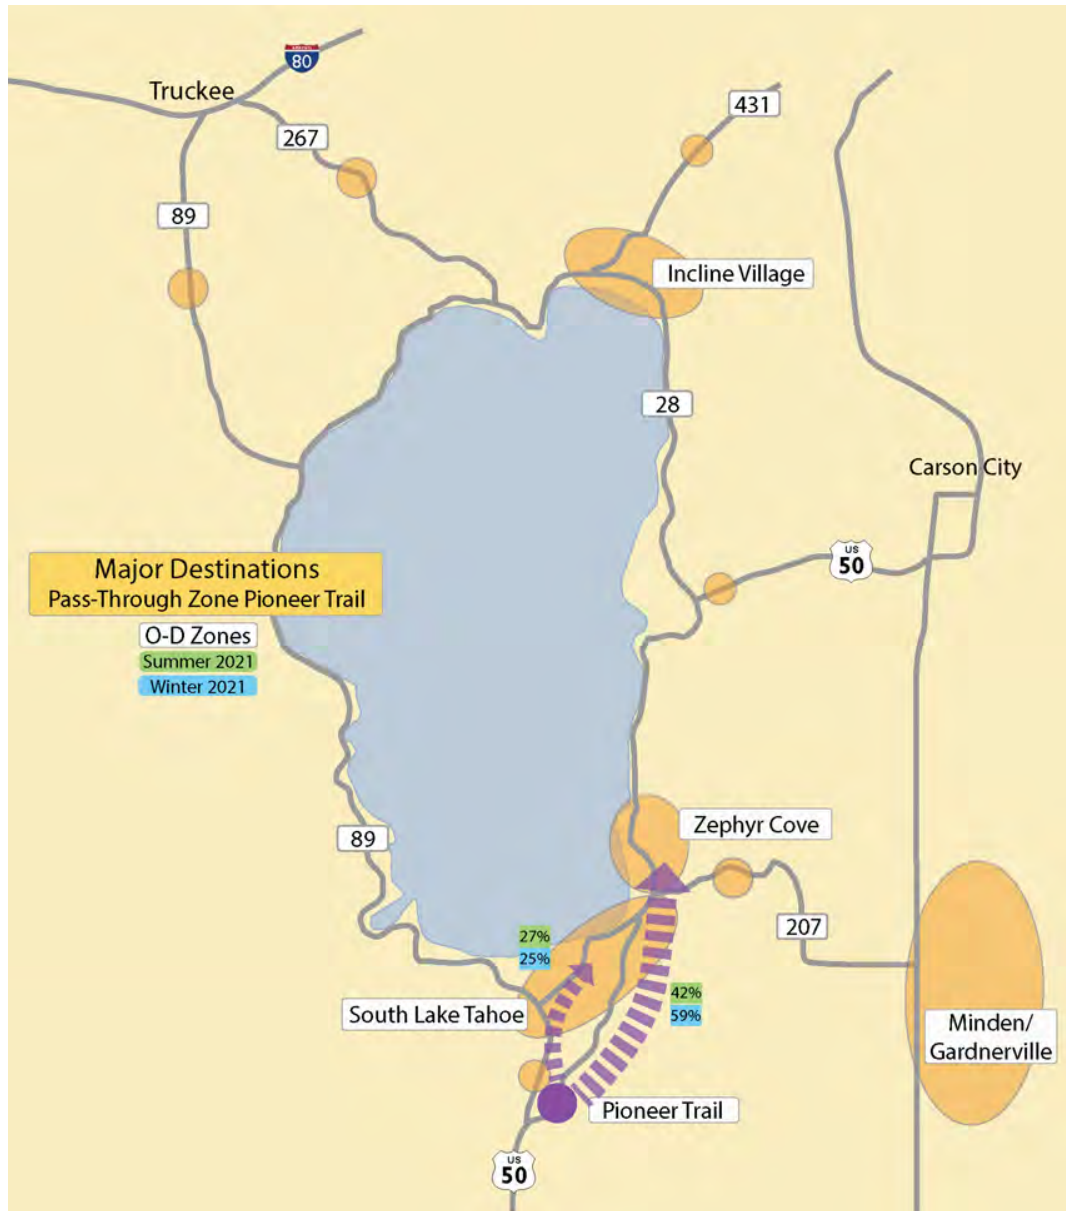 80
Truckee
431
267
89
Incline Village
28
Carson City
US
50
Major Destinations
Pass-Through Zone Pioneer Trail
O-D Zones
Summer 2021
Winter 2021
Zephyr Cove
89
207
27%
25%
42%
59%
South Lake Tahoe
Minden/
Gardnerville
Pioneer Trail
US
50